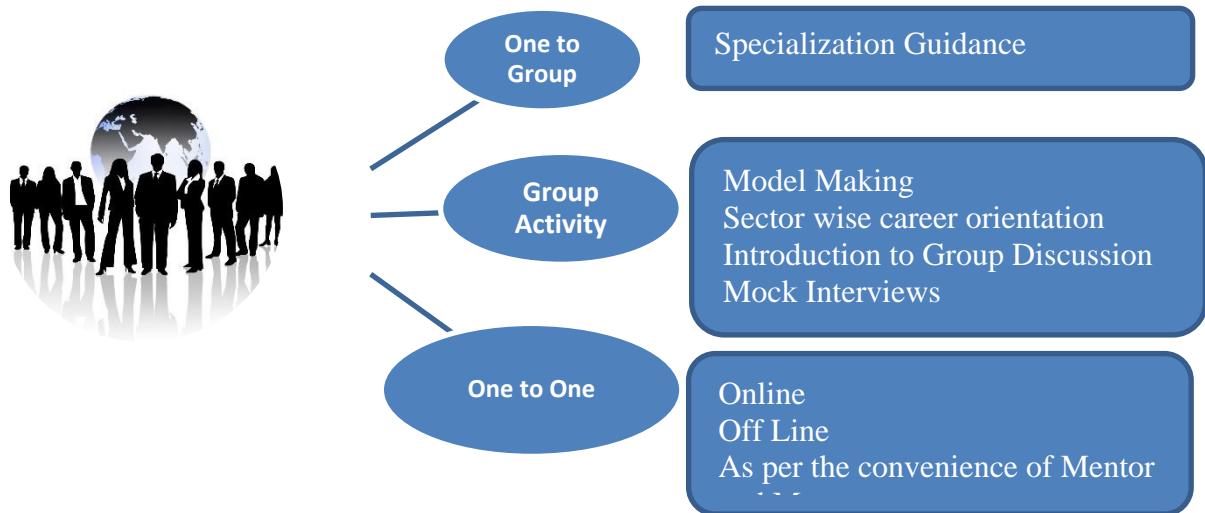 One to
Group
Specialization Guidance
Group
Activity
Model Making
Sector wise career orientation
Introduction to Group Discussion
Mock Interviews
One to One
Online
Off Line
As per the convenience of Mentor